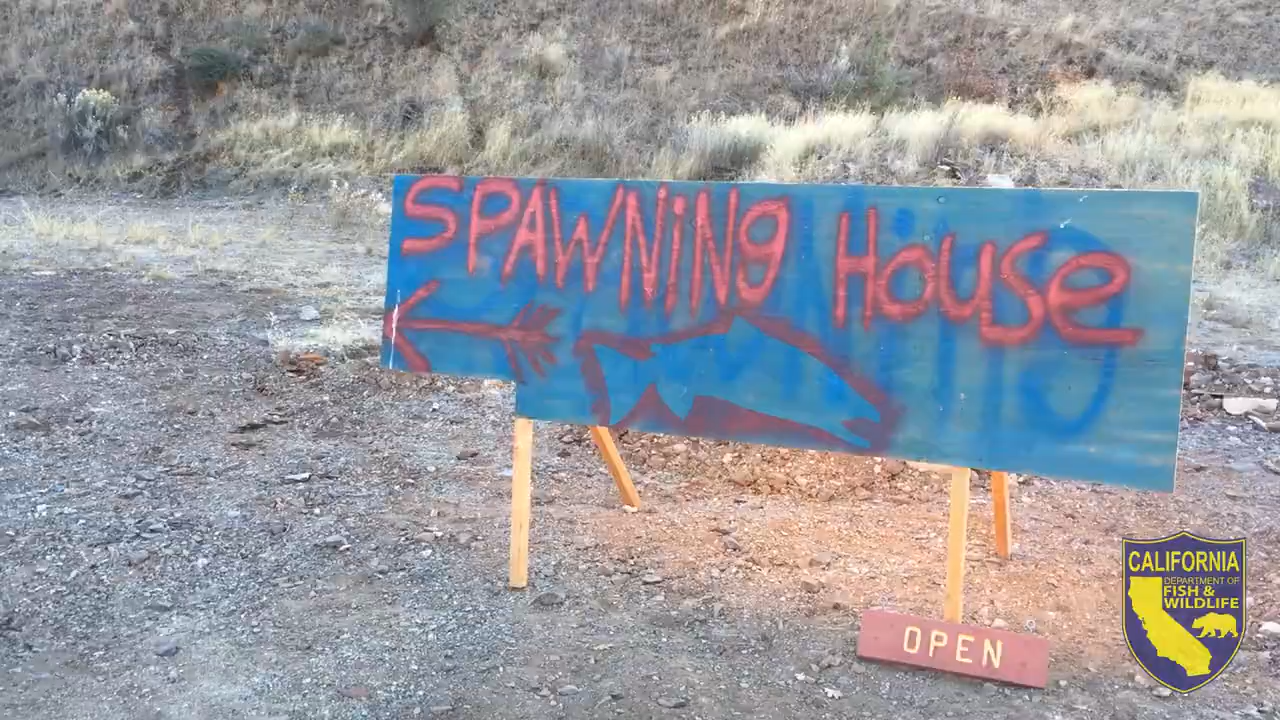 SPAWNiNg House
OPEN
CALIFORNIA
DEPARTMENT OF
FISH &
WILDLIFE